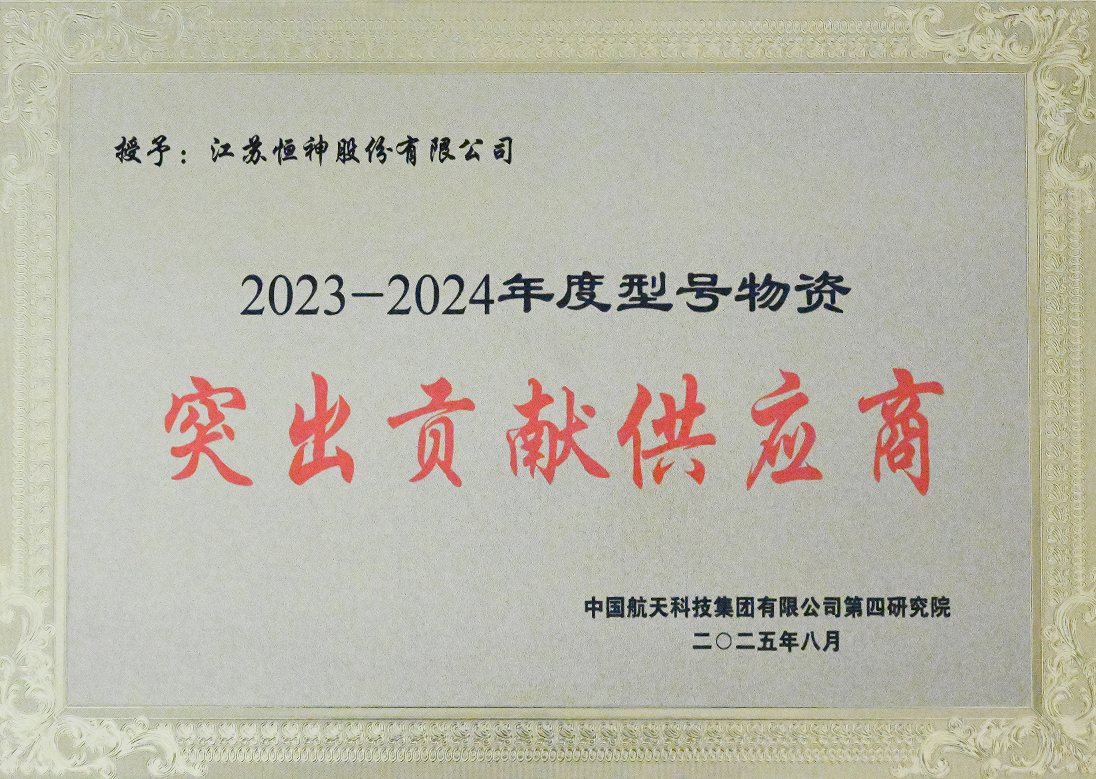 授予：江苏恒神股份有限公司
2023-2024年度型号物资
突出贡献供应商
中国航天科技集团有限公司第四研究院
二〇二五年八月